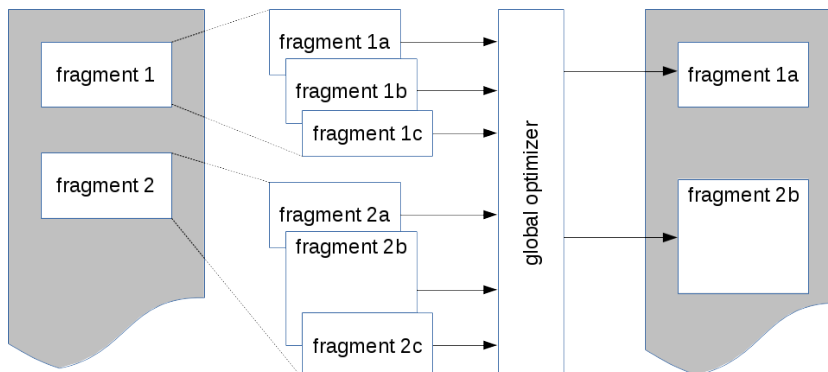 fragment 1
fragment 2
fragment 1a
fragment 1b
fragment 1c
fragment 2a
fragment 2b
fragment 2c
global optimizer
fragment 1a
fragment 2b